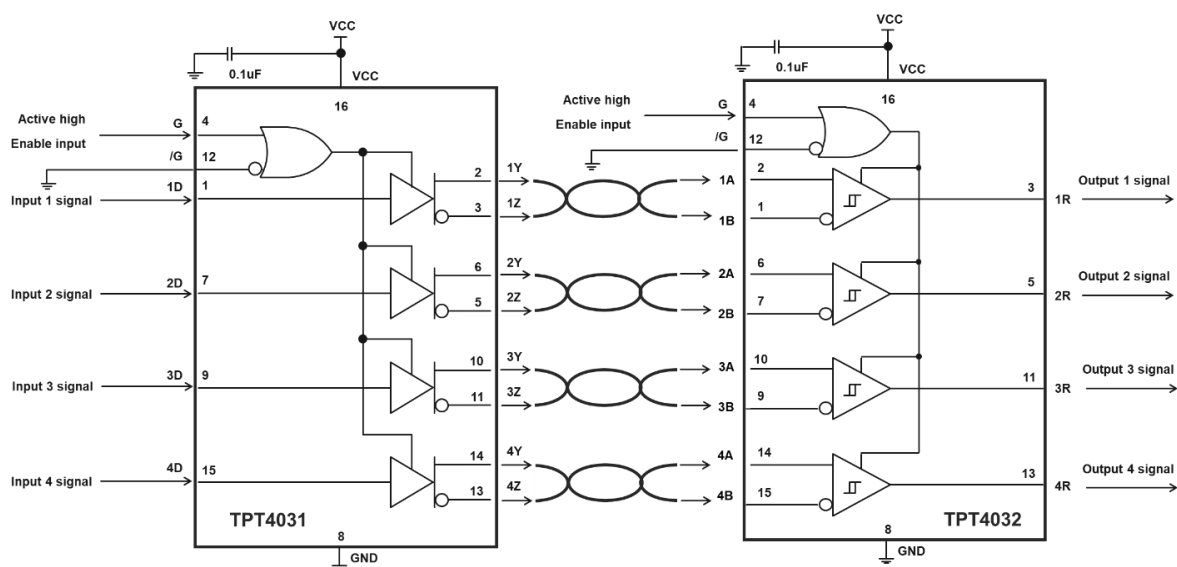 VCC
0.1uF
VCC
16
Active high
Enable input
G
4
/G
12
1D
1
Input 1 signal
2
1Y
3
1Z
Input 2 signal
2D
7
6
2Y
5
2Z
Input 3 signal
3D
9
10
3Y
11
3Z
Input 4 signal
4D
15
14
4Y
13
4Z
TPT4031
8
GND
VCC
0.1uF
VCC
16
Active high
Enable input
G
4
/G
12
1A
2
1B
1
3
1R
Output 1 signal
2A
6
2B
7
5
2R
Output 2 signal
3A
10
3B
9
11
3R
Output 3 signal
4A
14
4B
15
13
4R
Output 4 signal
TPT4032
8
GND